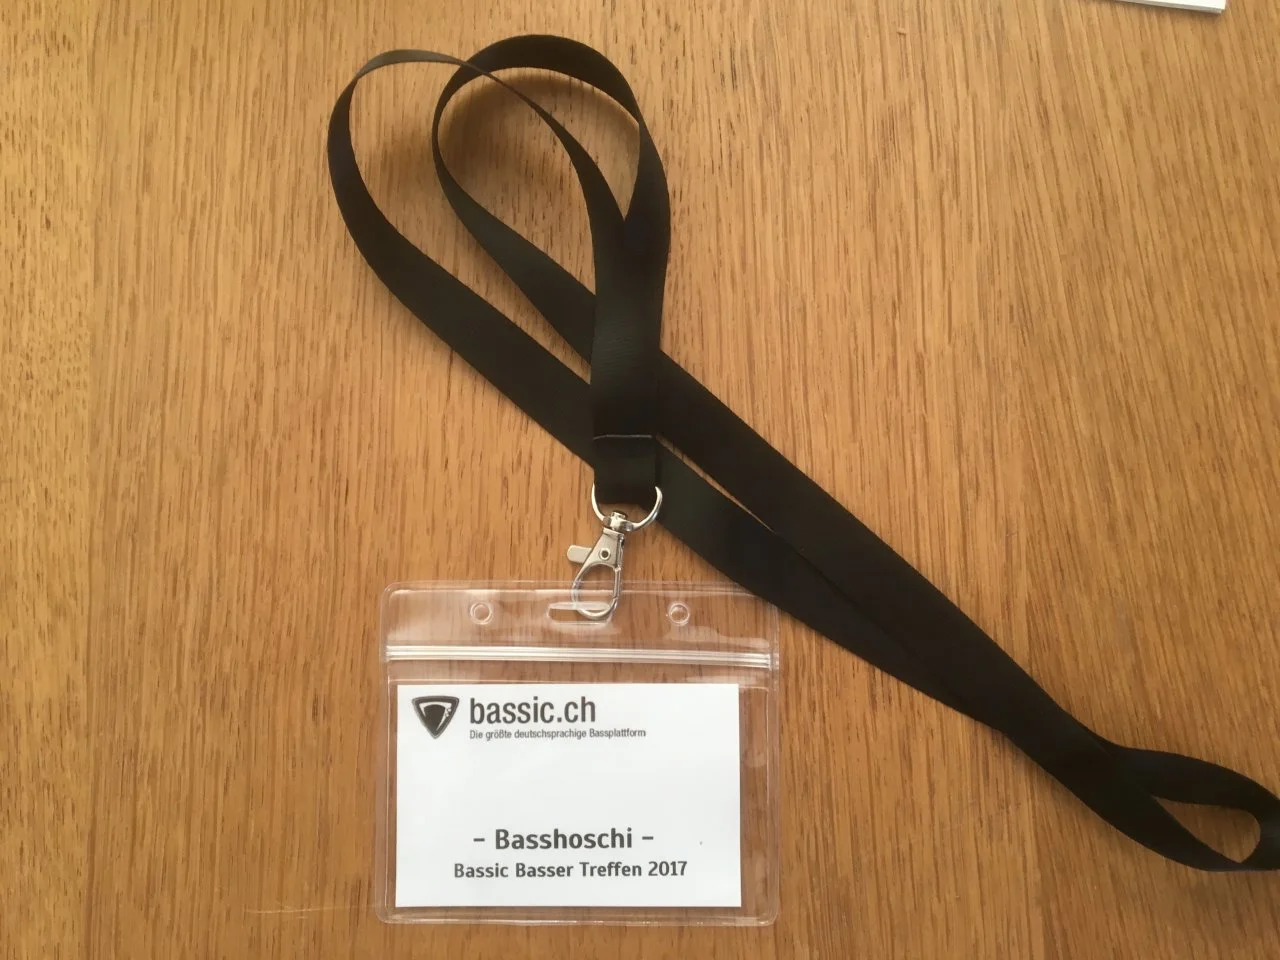 bassic.ch
Die größte deutschsprachige Bassplattform
- Basshoschi -
Bassic Basser Treffen 2017